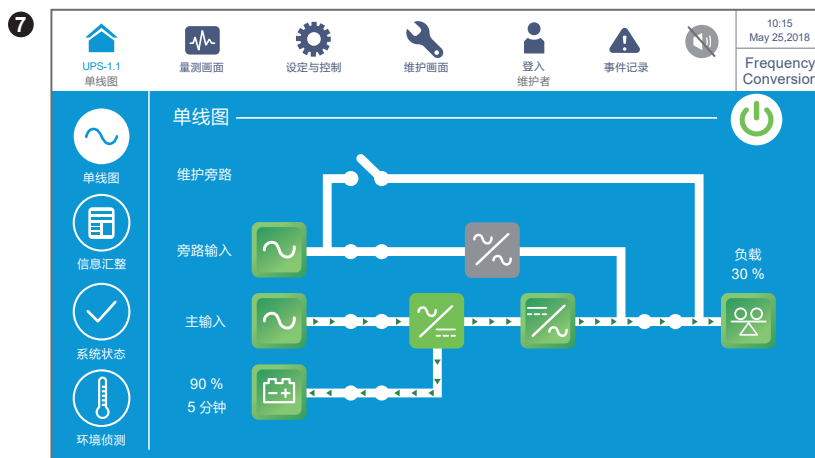 7
UPS-1.1
单线图
量测画面
设定与控制
维护画面
登入
维护者
事件记录
10:15
May 25,2018
Frequency
Conversion
单线图
信息汇整
系统状态
环境侦测
单线图
维护旁路
旁路输入
主输入
90 %
5 分钟
负载
30 %